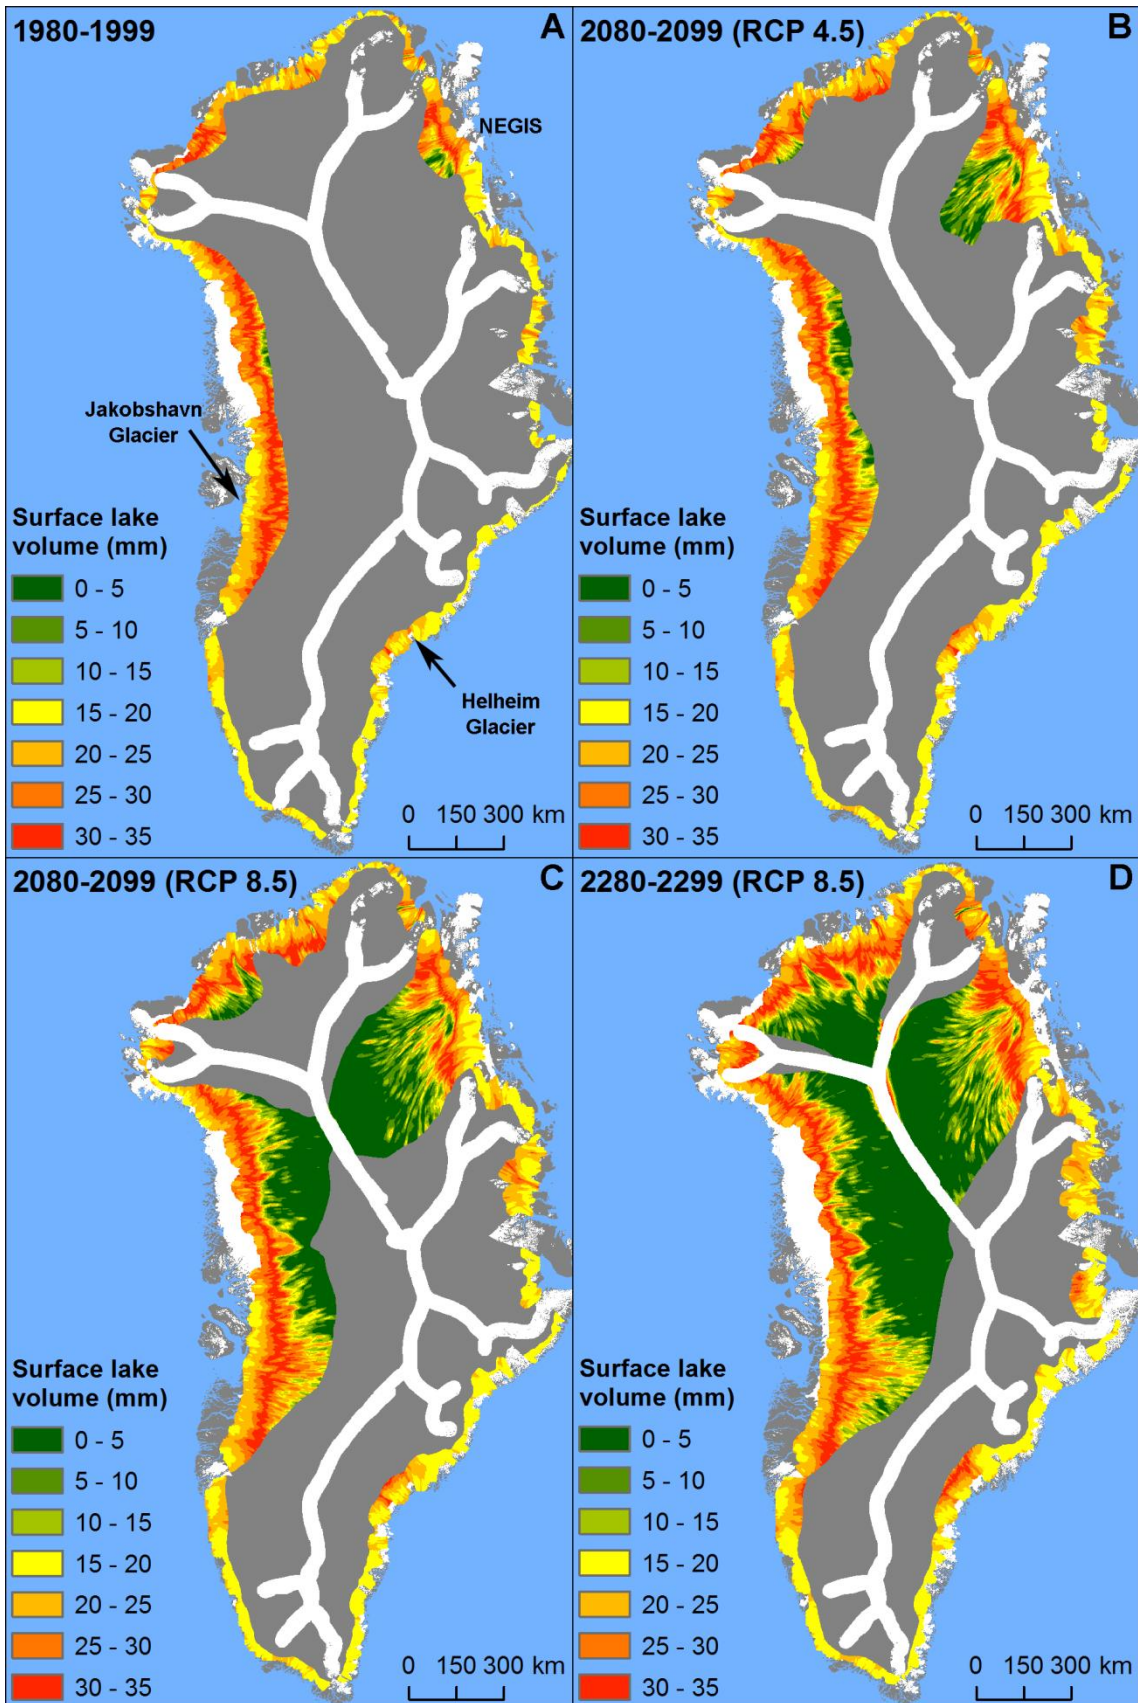 1980-1999
A
NEGIS
Jakobshavn
Glacier
Surface lake
volume (mm)
0 - 5
5 - 10
10 - 15
15 - 20
20 - 25
25 - 30
30 - 35
Helheim
Glacier
0 150 300 km
2080-2099 (RCP 4.5)
B
Surface lake
volume (mm)
0 - 5
5 - 10
10 - 15
15 - 20
20 - 25
25 - 30
30 - 35
0 150 300 km
2080-2099 (RCP 8.5)
C
Surface lake
volume (mm)
0 - 5
5 - 10
10 - 15
15 - 20
20 - 25
25 - 30
30 - 35
0 150 300 km
2280-2299 (RCP 8.5)
D
Surface lake
volume (mm)
0 - 5
5 - 10
10 - 15
15 - 20
20 - 25
25 - 30
30 - 35
0 150 300 km